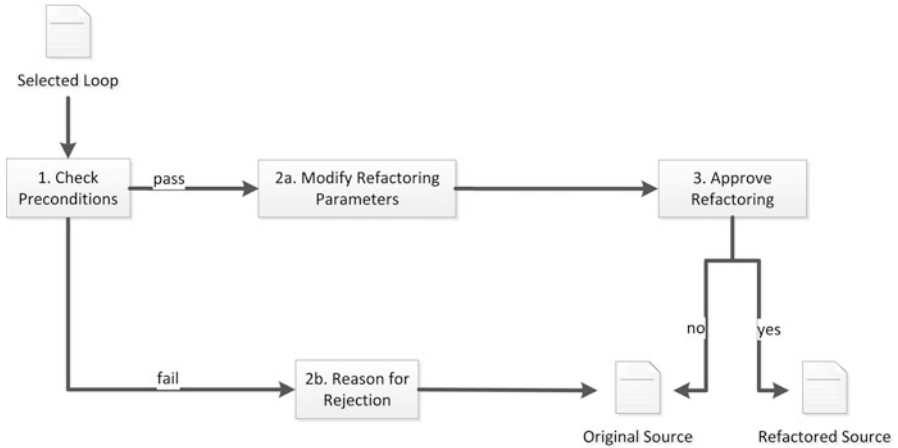 Selected Loop
1. Check
Preconditions
pass
2a. Modify Refactoring
Parameters
3. Approve
Refactoring
no
yes
fail
2b. Reason for
Rejection
Original Source
Refactored Source